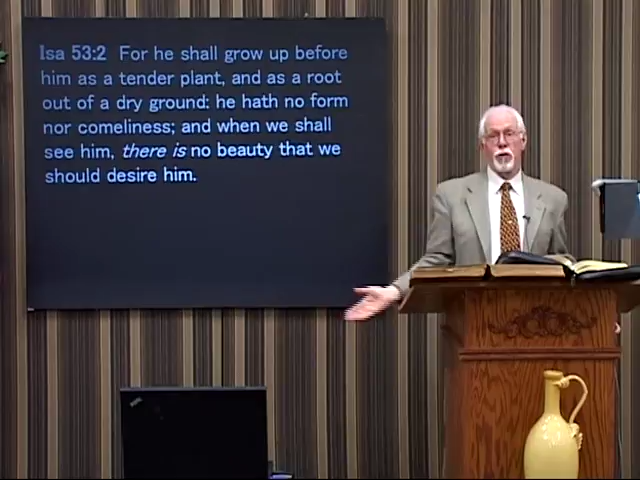 Isa 53:2 For he shall grow up before
him as a tender plant, and as a root
out of a dry ground: he hath no form
nor comeliness; and when we shall
see him, there is no beauty that we
should desire him.